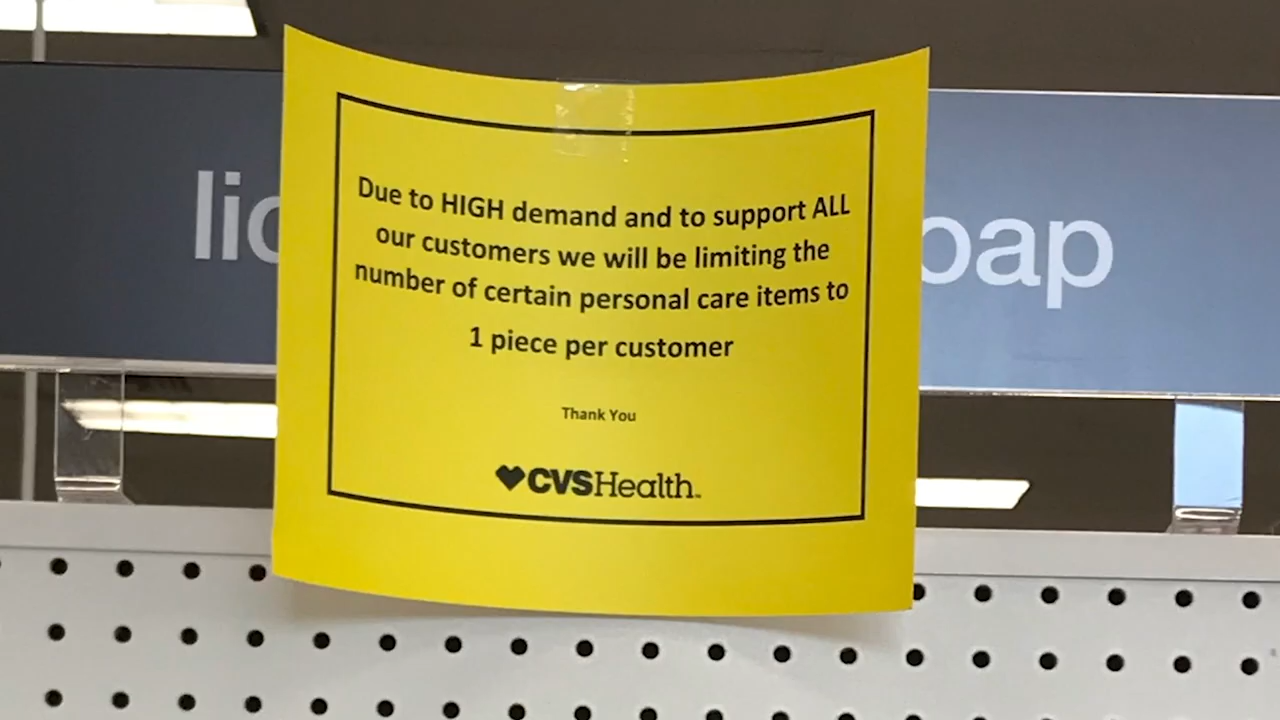 Due to HIGH demand and to support ALL
our customers we will be limiting the
number of certain personal care items to
1 piece per customer
Thank You
CVSHealth™